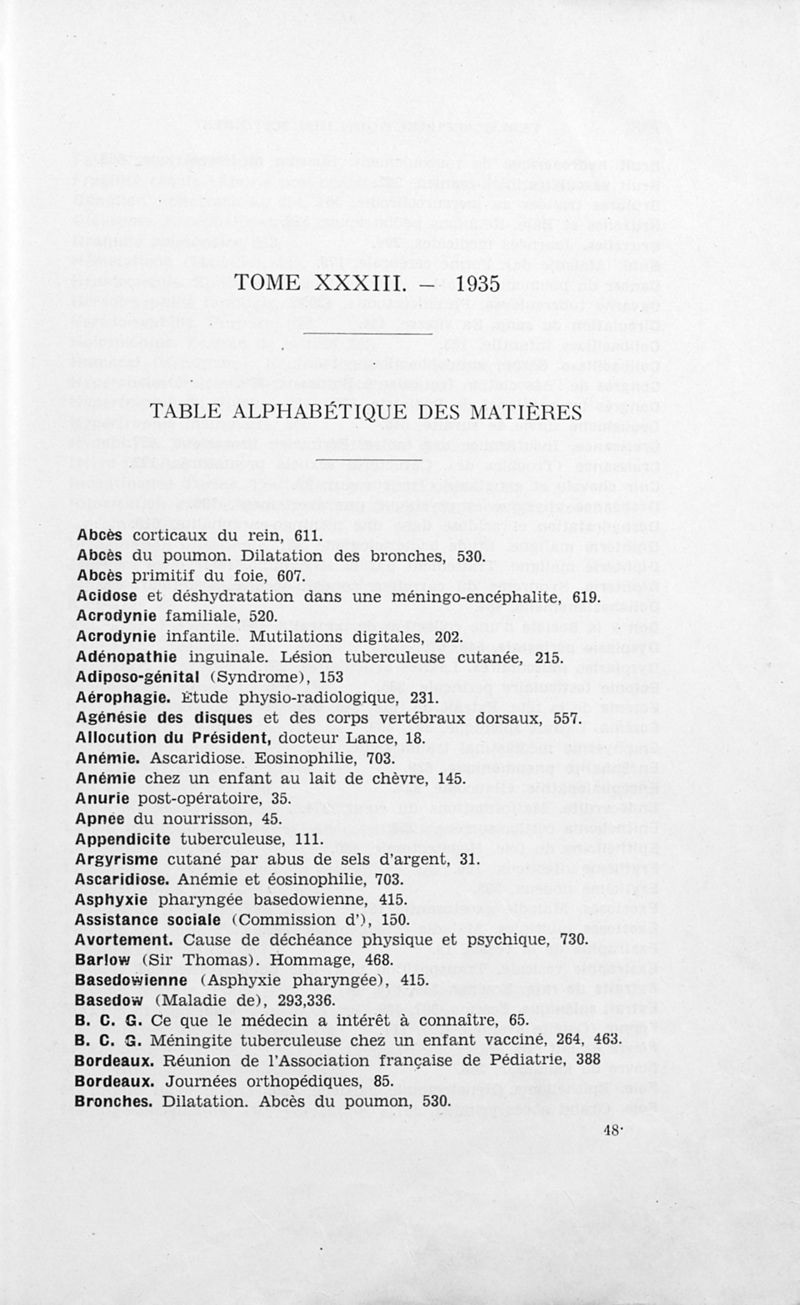 TOME XXXIII. — 1935
TABLE ALPHABÉTIQUE DES MATIÈRES
Abcès corticaux du rein, 611.
Abcès du poumon. Dilatation des bronches, 530.
Abcès primitif du foie, 607.
Acidose et déshydratation dans une méningo-encéphalite, 619.
Acrodynie familiale, 520.
Acrodynie infantile. Mutilations digitales, 202.
Adénopathie inguinale. Lésion tuberculeuse cutanée, 215.
Adiposo-génital (Syndrome), 153
Aérophagie. Étude physio-radiologique, 231.
Agénésie des disques et des corps vertébraux dorsaux, 557.
Allocution du Président, docteur Lance, 18.
Anémie. Ascaridiose. Eosinophilie, 703.
Anémie chez un enfant au lait de chèvre, 145.
Anurie post-opératoire, 35.
Apnée du nourrisson, 45.
Appendicite tuberculeuse, 111.
Argyrisme cutané par abus de sels d'argent, 31.
Ascaridiose. Anémie et éosinophilie, 703.
Asphyxie pharyngée basedowienne, 415.
Assistance sociale (Commission d'), 150.
Avortement. Cause de déchéance physique et psychique, 730.
Barlow (Sir Thomas). Hommage, 468.
Basedowienne (Asphyxie pharyngée), 415.
Basedow (Maladie de), 293,336.
B. C. G. Ce que le médecin a intérêt à connaître, 65.
B. C. G. Méningite tuberculeuse chez un enfant vacciné, 264, 463.
Bordeaux. Réunion de l'Association française de Pédiatrie, 388
Bordeaux. Journées orthopédiques, 85.
Bronches. Dilatation. Abcès du poumon, 530.
48·